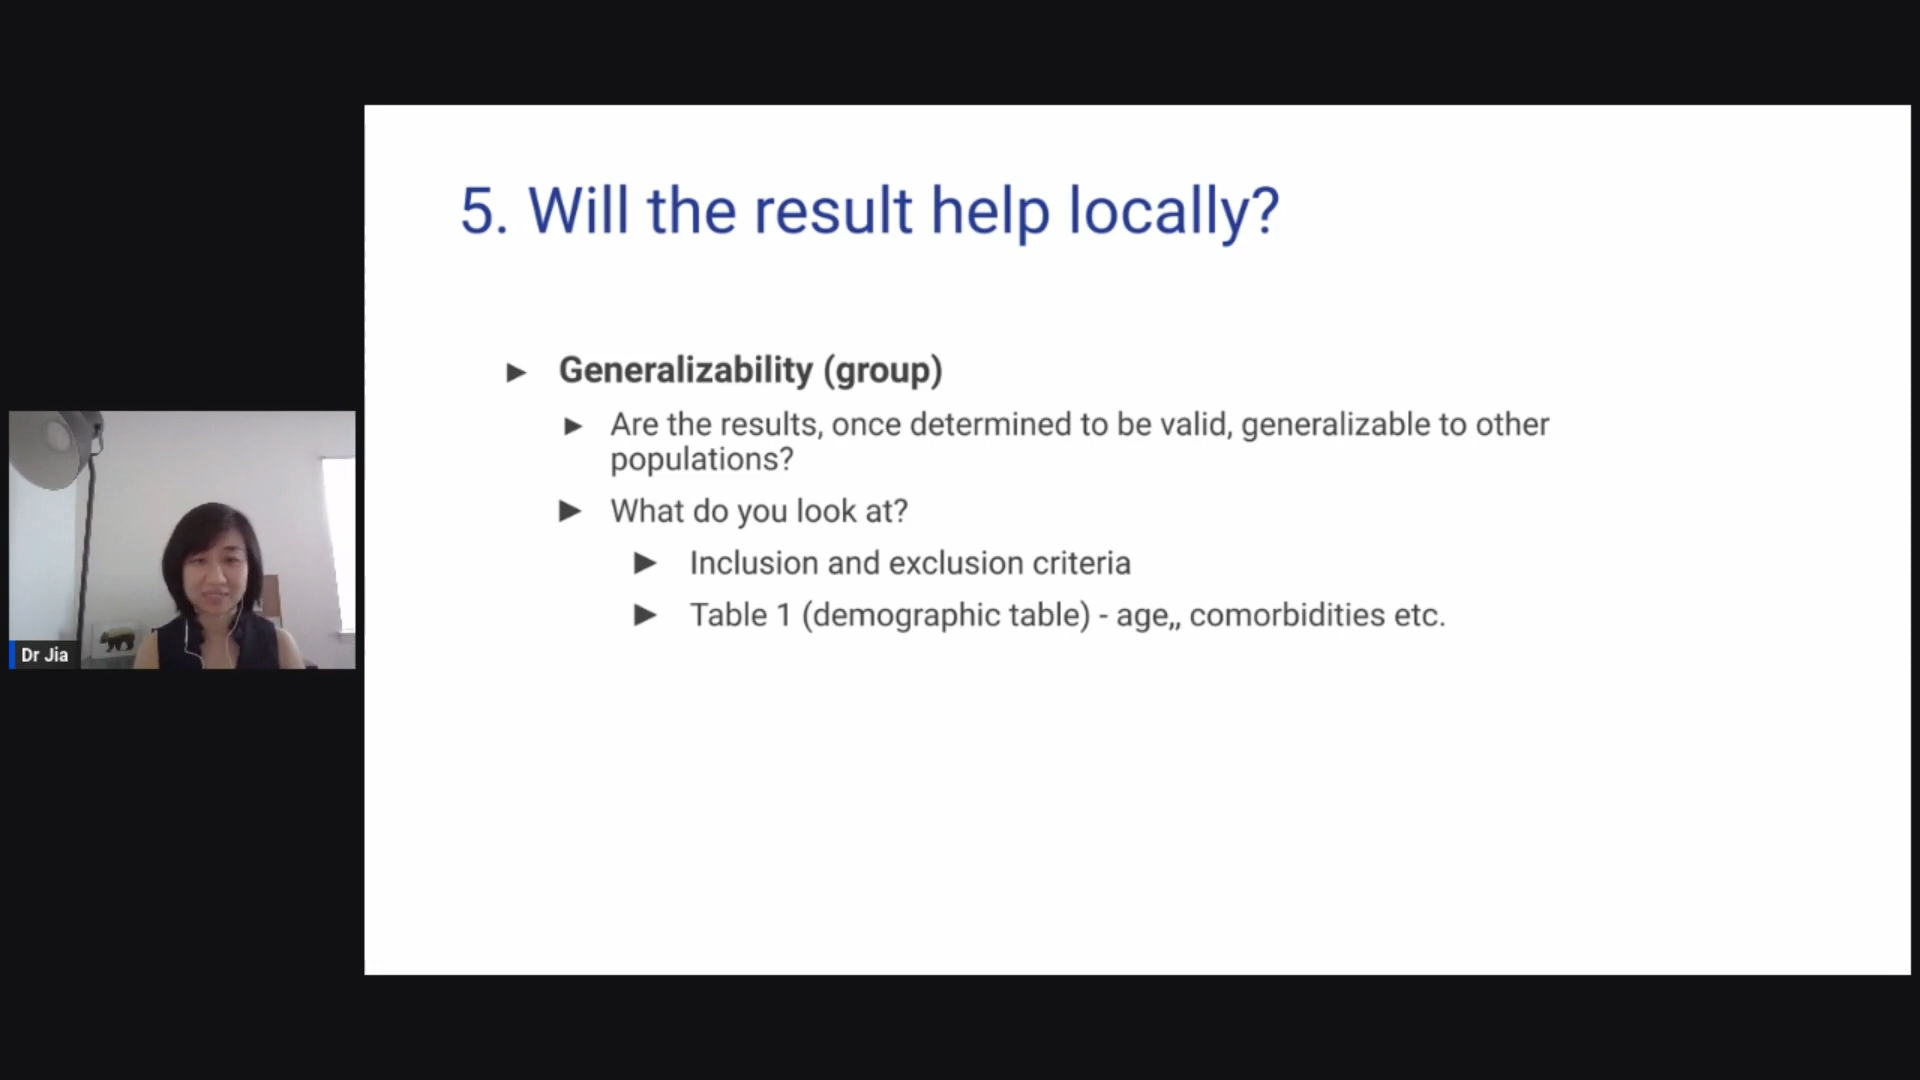 5. Will the result help locally?
Generalizability (group)
Are the results, once determined to be valid, generalizable to other
populations?
What do you look at?
Inclusion and exclusion criteria
Table 1 (demographic table) - age,, comorbidities etc.
Dr Jia